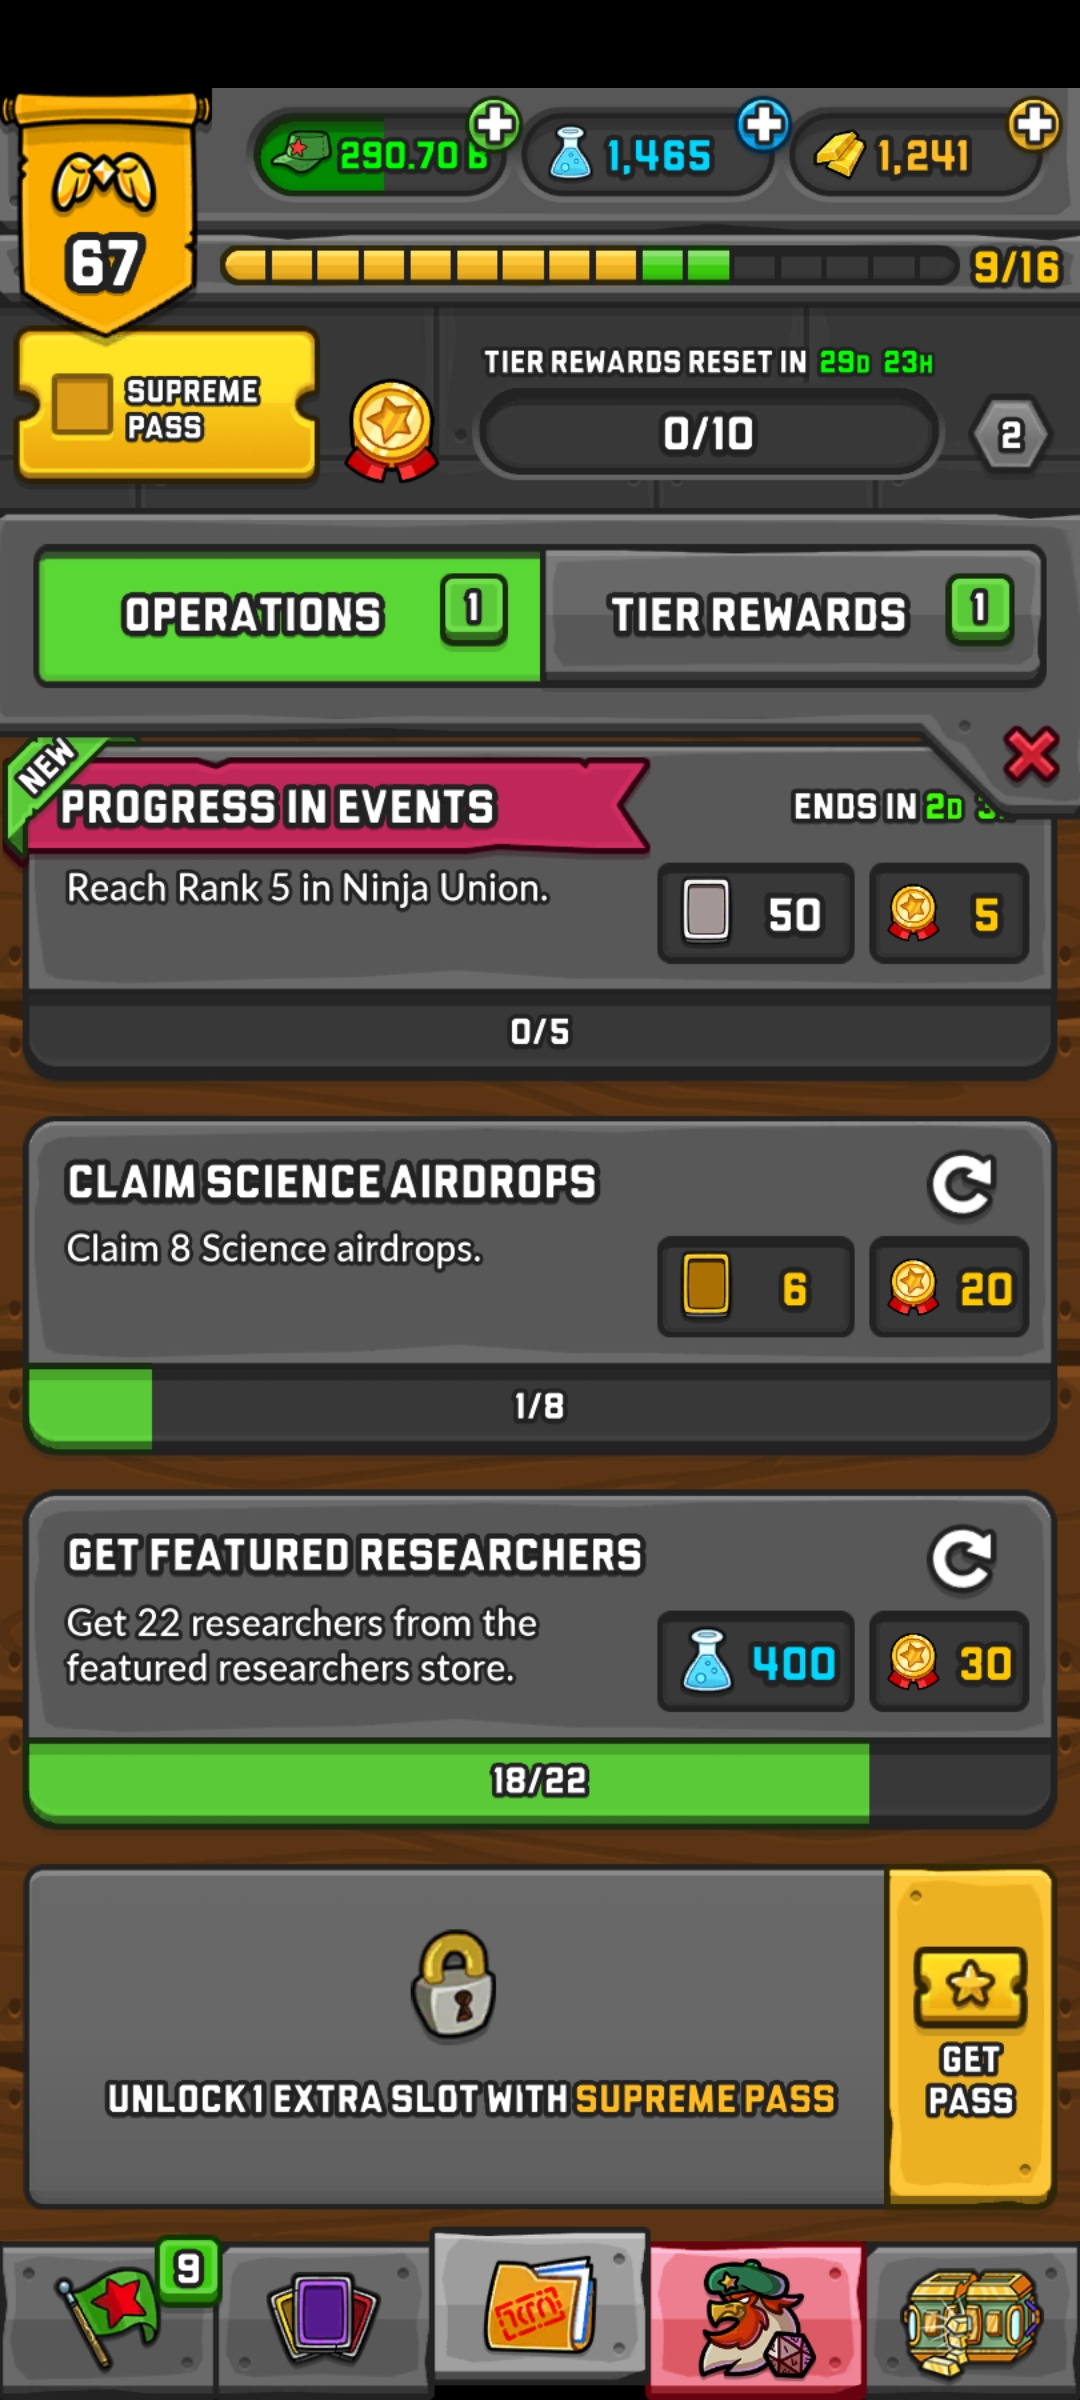 290.70 B
1,465
1,241
67
9/16
SUPREME
PASS
TIER REWARDS RESET IN 29D 23H
0/10
2
OPERATIONS 1
TIER REWARDS 1
NEW
PROGRESS IN EVENTS
ENDS IN 2D
Reach Rank 5 in Ninja Union.
50
5
0/5
CLAIM SCIENCE AIRDROPS
Claim 8 Science airdrops.
6
20
1/8
GET FEATURED RESEARCHERS
Get 22 researchers from the
featured researchers store.
400
30
18/22
UNLOCK 1 EXTRA SLOT WITH SUPREME PASS
GET
PASS
9